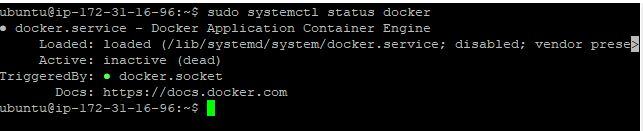 ubuntu@ip-172-31-16-96:~$ sudo systemctl status docker
● docker.service - Docker Application Container Engine
Loaded: loaded (/lib/systemd/system/docker.service; disabled; vendor prese>
Active: inactive (dead)
TriggeredBy: ● docker.socket
Docs: https://docs.docker.com
ubuntu@ip-172-31-16-96:~$